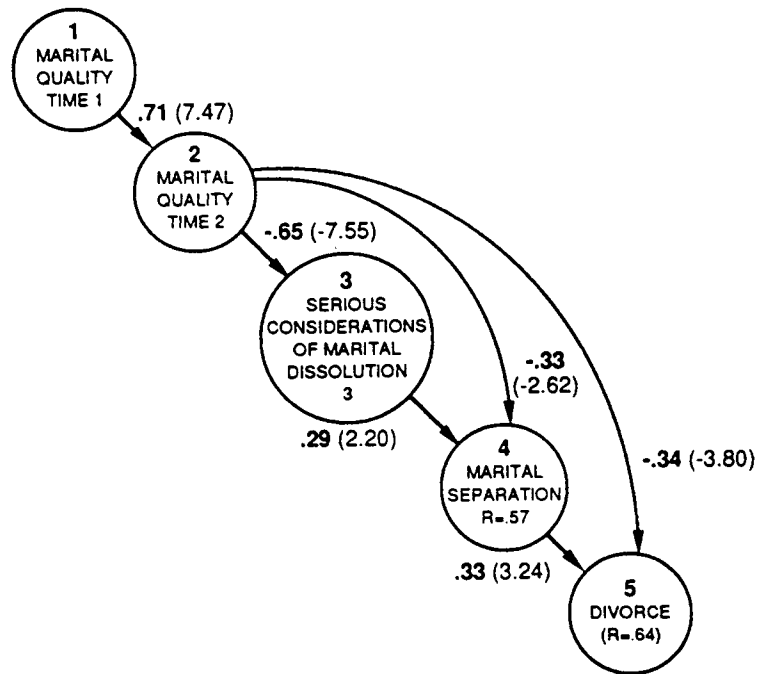 1
MARITAL
QUALITY
TIME 1
.71 (7.47)
2
MARITAL
QUALITY
TIME 2
-.65 (-7.55)
3
SERIOUS
CONSIDERATIONS
OF MARITAL
DISSOLUTION
3
-.33
(-2.62)
.29 (2.20)
4
MARITAL
SEPARATION
R=.57
-.34 (-3.80)
.33 (3.24)
5
DIVORCE
(R=.64)